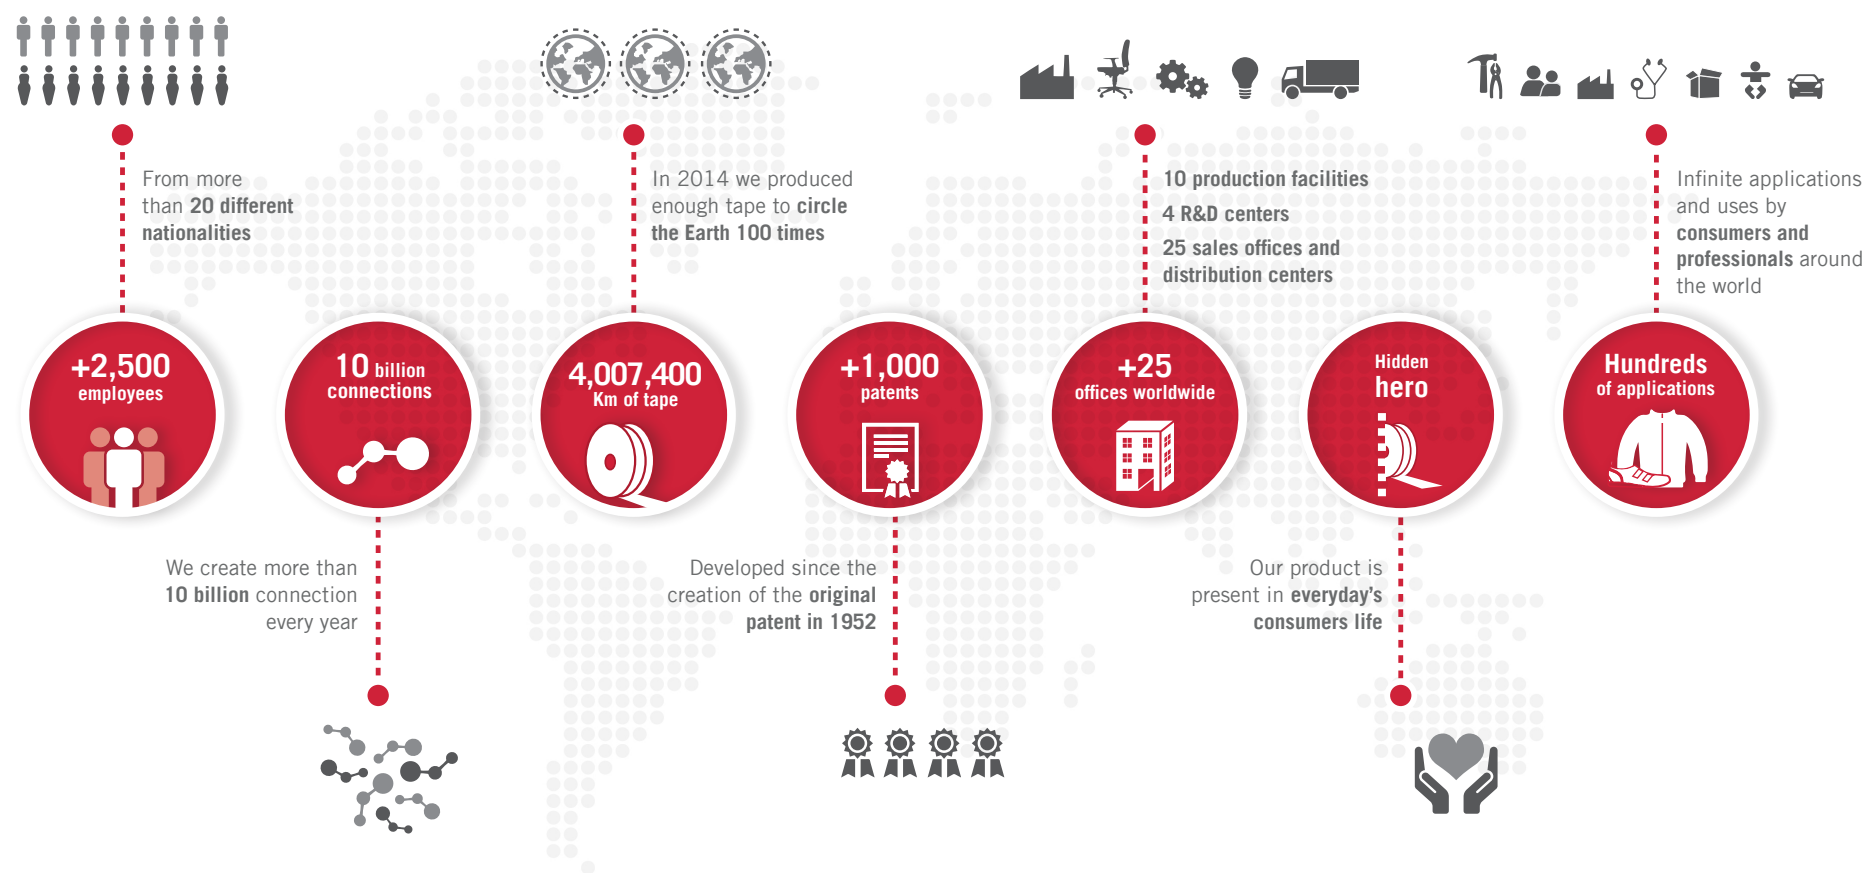 From more
than 20 different
nationalities
+2,500
employees
10 billion
connections
We create more than
10 billion connection
every year
In 2014 we produced
enough tape to circle
the Earth 100 times
4,007,400
Km of tape
+1,000
patents
Developed since the
creation of the original
patent in 1952
10 production facilities
4 R&D centers
25 sales offices and
distribution centers
+25
offices worldwide
Hidden
hero
Our product is
present in everyday's
consumers life
Infinite applications
and uses by
consumers and
professionals around
the world
Hundreds
of applications